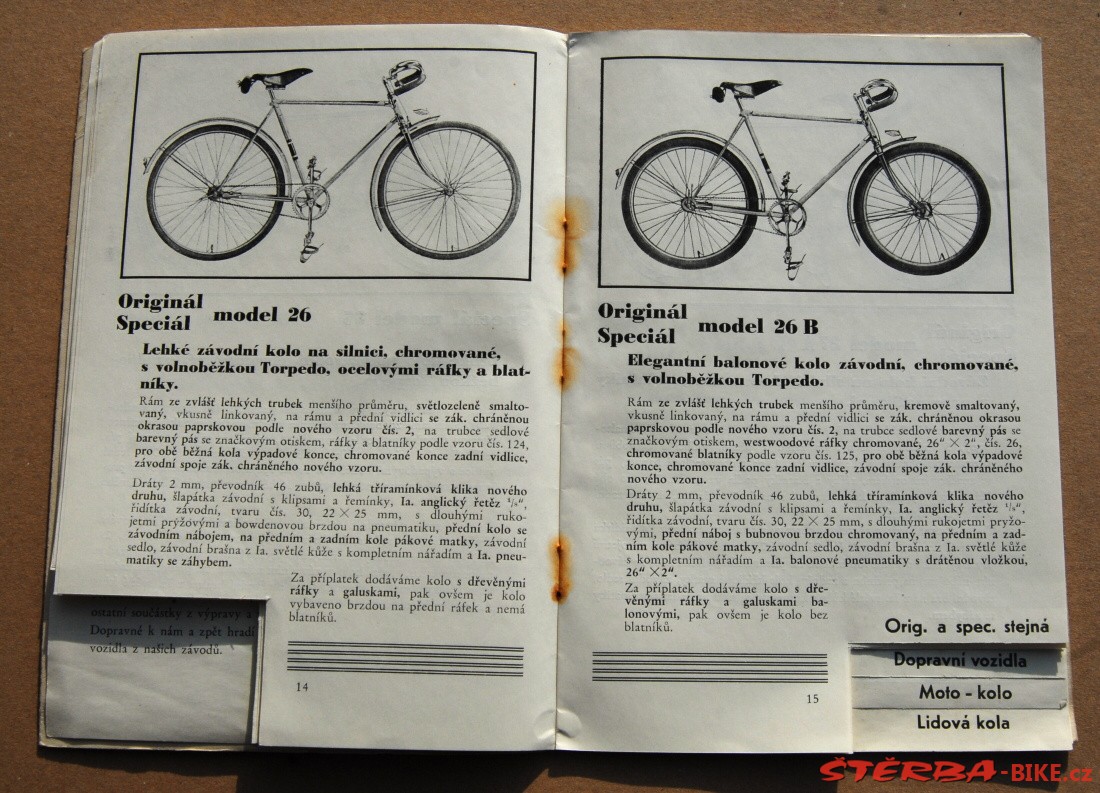 Originál
Speciál model 26
Lehké závodní kolo na silnici, chromované,
s volnoběžkou Torpedo, ocelovými ráfky a blat-
níky.
Rám ze zvlášť lehkých trubek menšího průměru, světlozeleně smalto-
vaný, vkusně linkovaný, na rámu a přední vidlici se zák. chráněnou
okrasou paprskovou podle nového vzoru čís. 2, na trubce sedlové
barevný pás se značkovým otiskem, ráfky a blatníky podle vzoru čís. 124,
pro obě běžná kola výpadové konce, chromované konce zadní vidlice,
závodní spoje zák. chráněného nového vzoru.
Dráty 2 mm, převodník 46 zubů, lehká tříramínková klika nového
druhu, šlapátka závodní s klipsami a řemínky, Ia. anglický řetěz
řidítka závodní, tvaru čís. 30, 22 × 25 mm, s dlouhými ruko-
jetmi pryžovými a bowdenovou brzdou na pneumatiku, přední kolo se
závodním nábojem, na předním a zadním kole pákové matky, závodní
sedlo, závodní brašna z Ia. světlé kůže s kompletním nářadím a Ia. pneu-
matiky se záhybem.
Za příplatek dodáváme kolo s dřevěnými
ráfky a galuskami, pak ovšem je kolo
vybaveno brzdou na přední ráfek a nemá
blatníků.
ostatní součástky z výpravy a
Dopravné k nám a zpět hradí
vozidla z našich závodů.
14
Originál
Speciál model 26 B
Elegantní balonové kolo závodní, chromované,
s volnoběžkou Torpedo.
Rám ze zvlášť lehkých trubek menšího průměru, kremově smaltovaný,
vkusně linkovaný, na rámu a přední vidlici se zák. chráněnou okrasou
paprskovou podle nového vzoru čís. 2, na trubce sedlové barevný pás se
značkovým otiskem, westwoodové ráfky chromované, 26" × 2", čís. 26,
chromované blatníky podle vzoru čís. 125, pro obě běžná kola výpadové
konce, chromované konce zadní vidlice, závodní spoje zák. chráněného
nového vzoru.
Dráty 2 mm, převodník 46 zubů, lehká tříramínková klika nového
druhu, šlapátka závodní s klipsami a řemínky, Ia. anglický řetěz
řidítka závodní, tvaru čís. 30, 22 × 25 mm, s dlouhými rukojetmi pryžo-
vými, přední náboj s bubnovou brzdou chromovaný, na předním a zad-
ním kole pákové matky, závodní sedlo, závodní brašna z Ia. světlé kůže
s kompletním nářadím a Ia. balonové pneumatiky s drátěnou vložkou,
26" × 2".
Za příplatek dodáváme kolo s dře-
věnými ráfky a galuskami ba-
lonovými, pak ovšem je kolo bez
blatníků.
15
Orig. a spec. stejná
Dopravní vozidla
Moto - kolo
Lidová kola
ŠTĚRBA-BIKE.cz